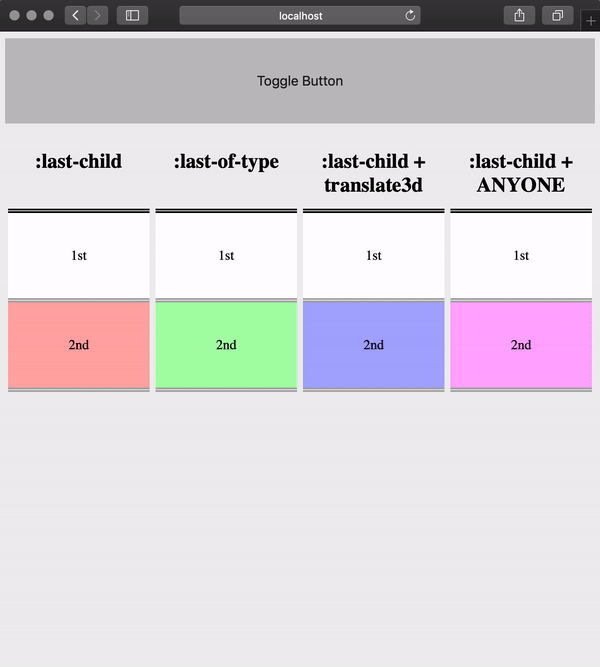 localhost
Toggle Button
:last-child
:last-of-type
:last-child +
translate3d
:last-child +
ANYONE
1st
1st
1st
1st
2nd
2nd
2nd
2nd